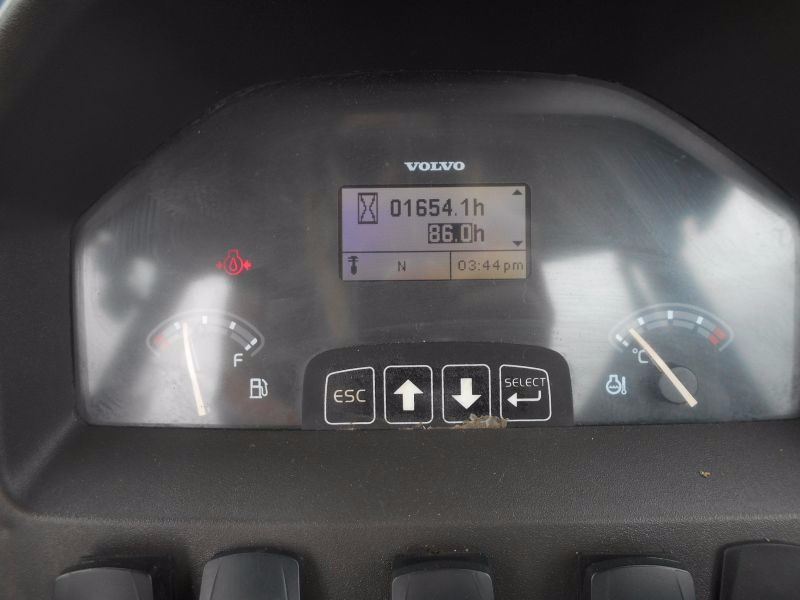 VOLVO
01654.1h
86.0h
N 03:44pm
F
°C
ESC
SELECT